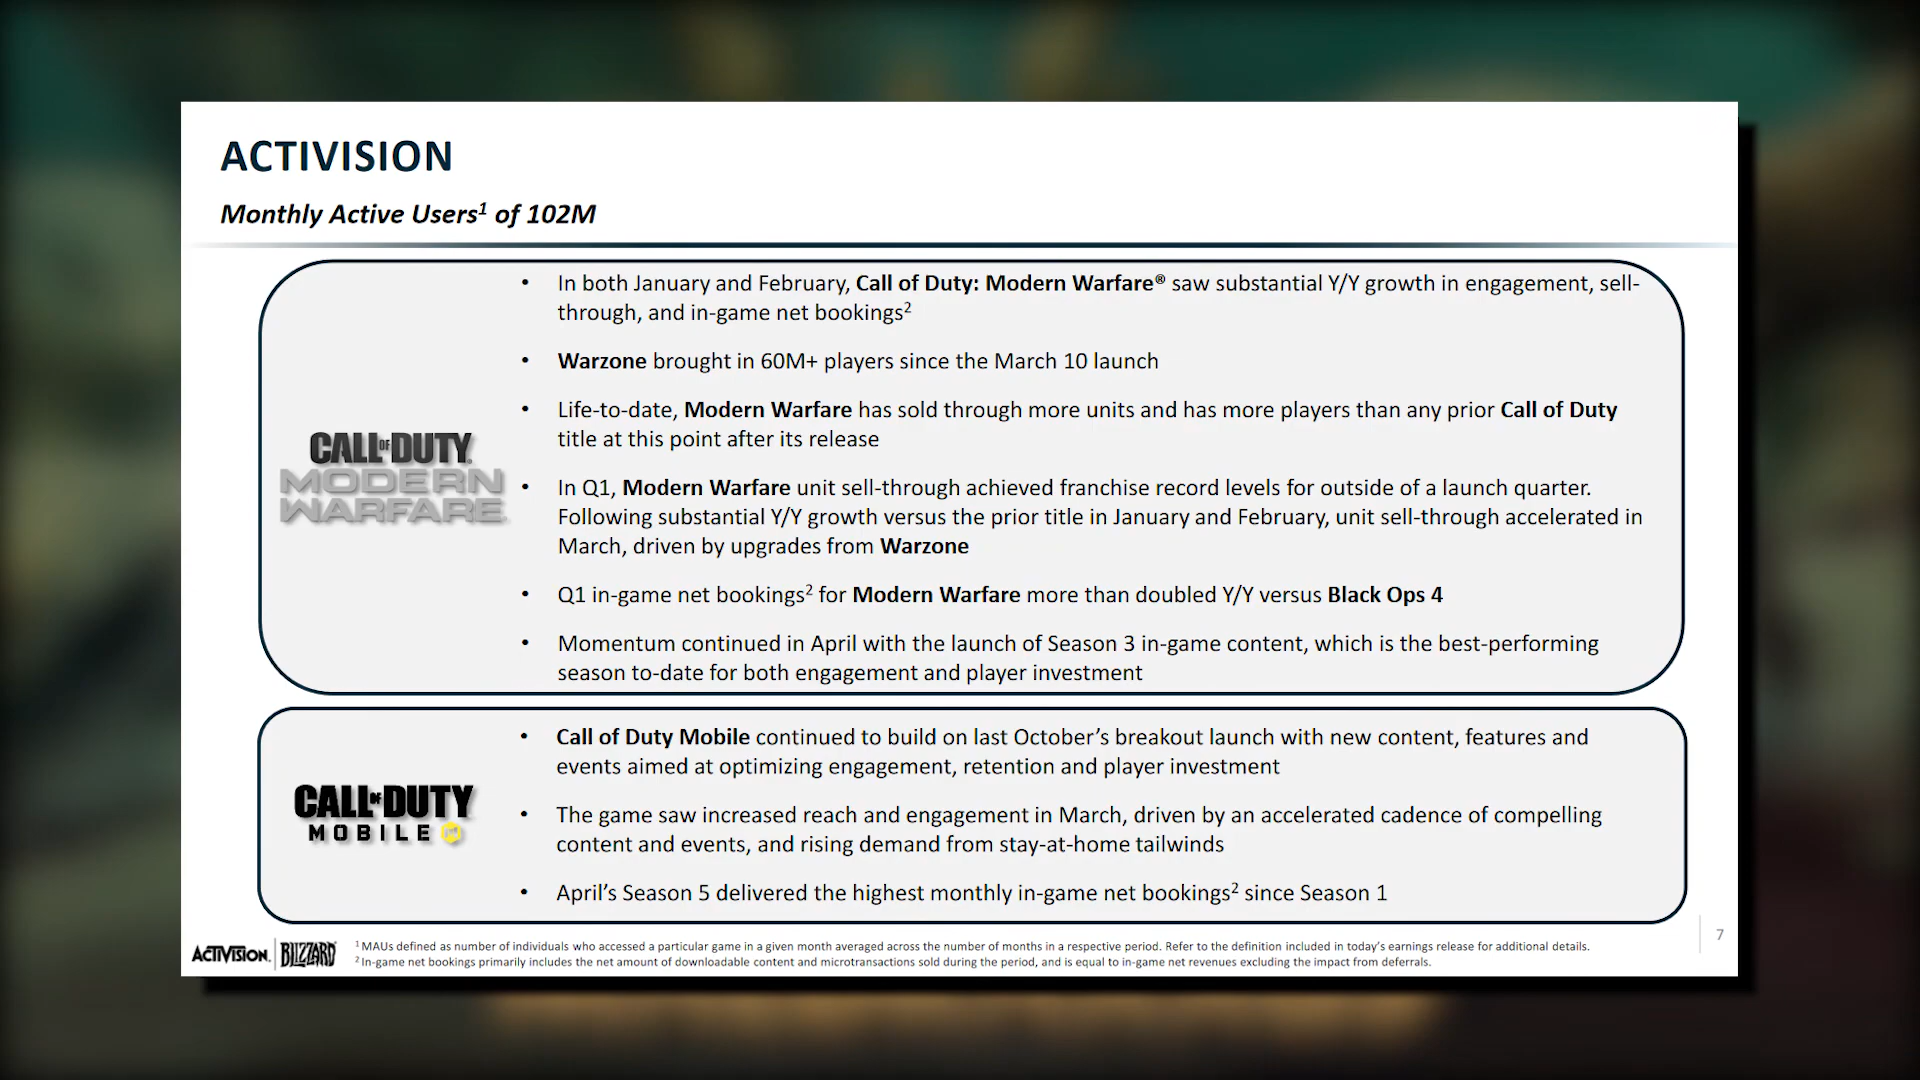 ACTIVISION
Monthly Active Users¹ of 102M
• In both January and February, Call of Duty: Modern Warfare® saw substantial Y/Y growth in engagement, sell-
through, and in-game net bookings²
• Warzone brought in 60M+ players since the March 10 launch
• Life-to-date, Modern Warfare has sold through more units and has more players than any prior Call of Duty
title at this point after its release
CALL OF DUTY
MODERN
WARFARE
• In Q1, Modern Warfare unit sell-through achieved franchise record levels for outside of a launch quarter.
Following substantial Y/Y growth versus the prior title in January and February, unit sell-through accelerated in
March, driven by upgrades from Warzone
• Q1 in-game net bookings² for Modern Warfare more than doubled Y/Y versus Black Ops 4
• Momentum continued in April with the launch of Season 3 in-game content, which is the best-performing
season to-date for both engagement and player investment
• Call of Duty Mobile continued to build on last October’s breakout launch with new content, features and
events aimed at optimizing engagement, retention and player investment
CALL OF DUTY
MOBILE
• The game saw increased reach and engagement in March, driven by an accelerated cadence of compelling
content and events, and rising demand from stay-at-home tailwinds
• April’s Season 5 delivered the highest monthly in-game net bookings² since Season 1
ACTIVISION. BLIZZARD
¹ MAUs defined as number of individuals who accessed a particular game in a given month averaged across the number of months in a respective period. Refer to the definition included in today’s earnings release for additional details.
² In-game net bookings primarily includes the net amount of downloadable content and microtransactions sold during the period, and is equal to in-game net revenues excluding the impact from deferrals.
7